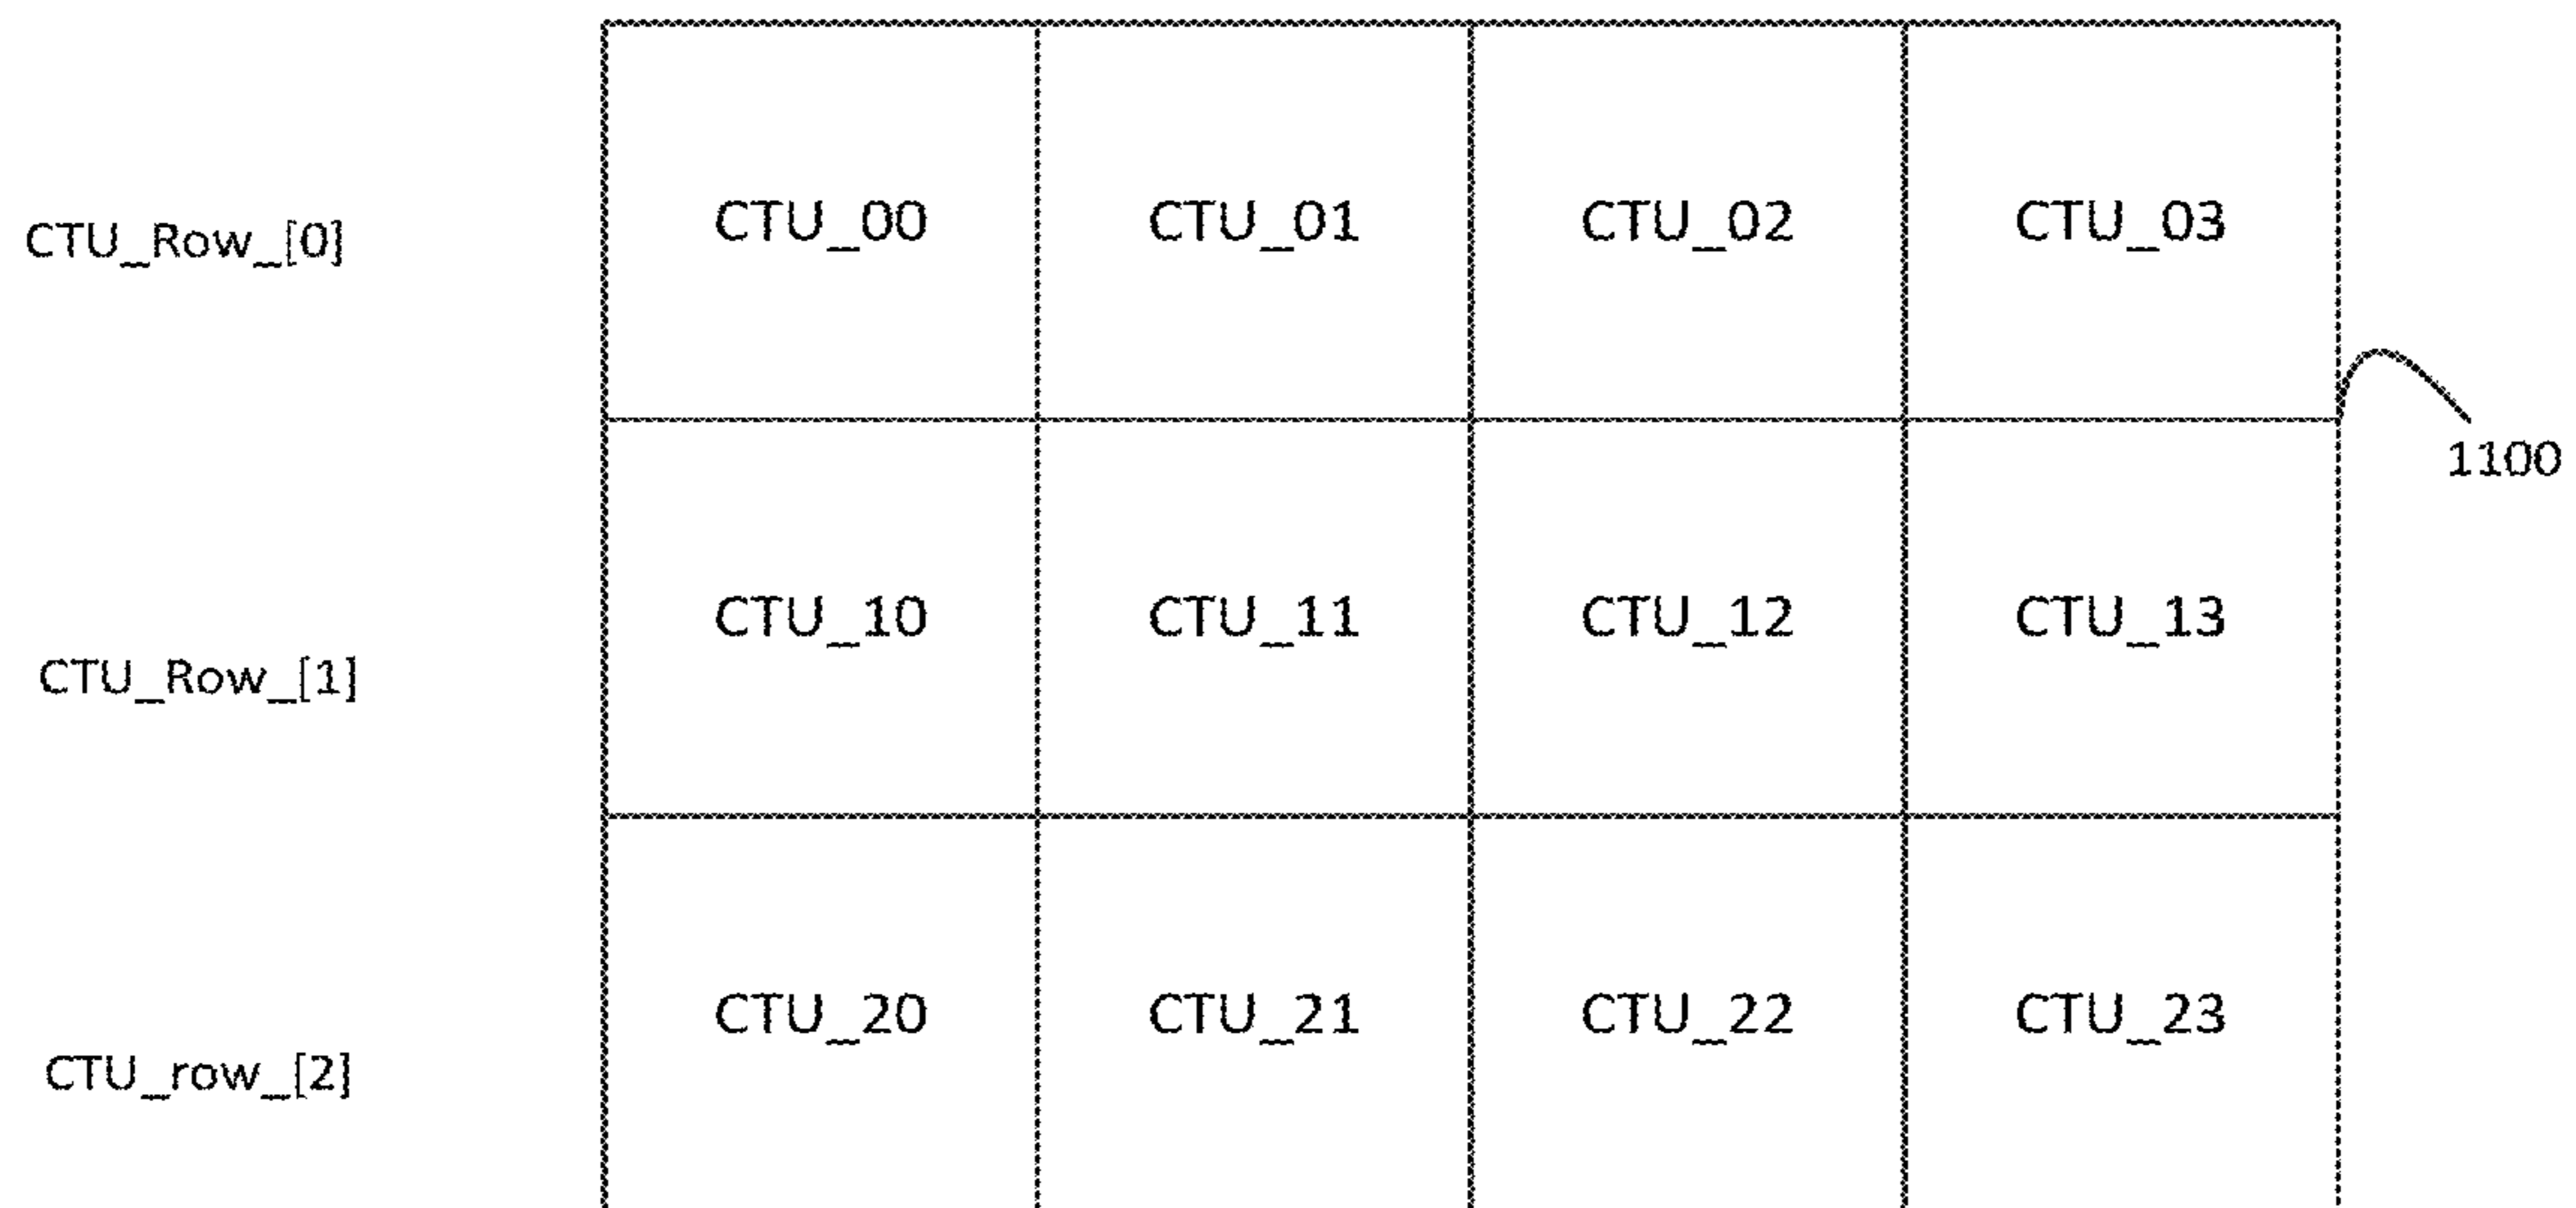 CTU_Row_[0] CTU_00 CTU_01 CTU_02 CTU_03
1100
CTU_Row_[1] CTU_10 CTU_11 CTU_12 CTU_13
CTU_row_[2] CTU_20 CTU_21 CTU_22 CTU_23